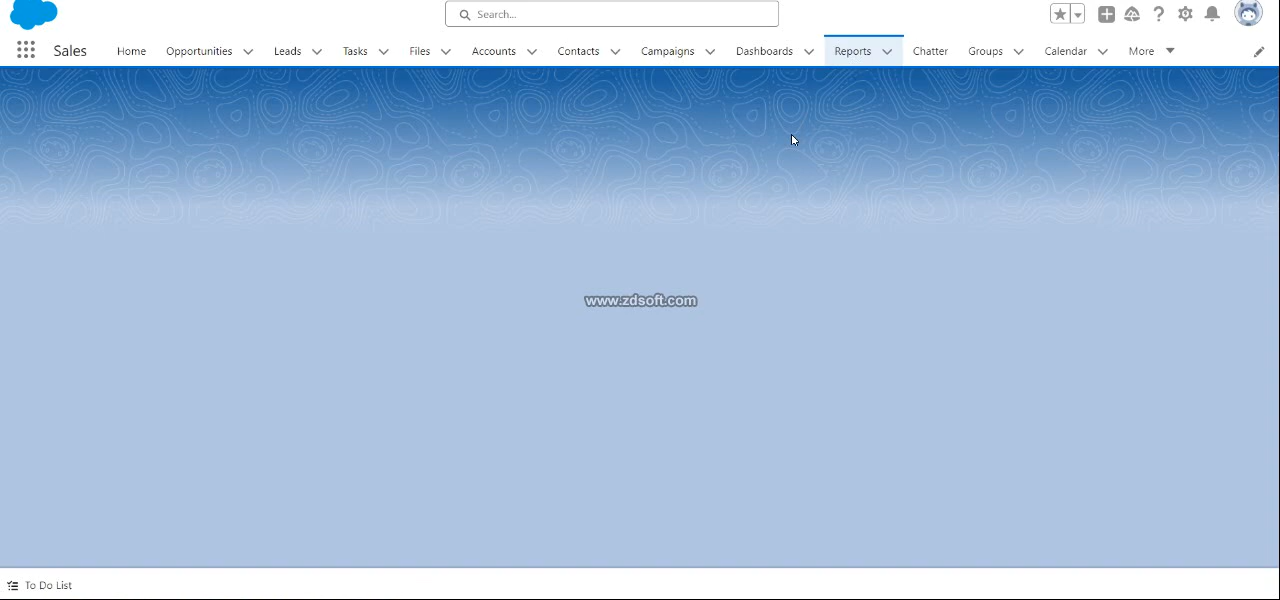 Search...
Sales Home Opportunities Leads Tasks Files Accounts Contacts Campaigns Dashboards Reports Chatter Groups Calendar More
www.zdsoft.com
To Do List